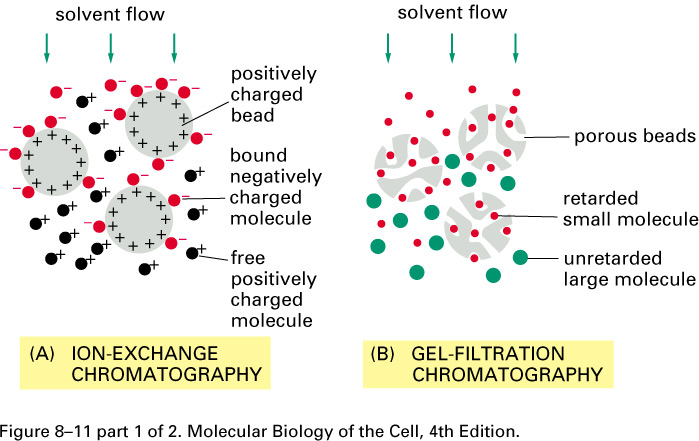 solvent flow
positively
charged
bead
bound
negatively
charged
molecule
free
positively
charged
molecule
(A) ION-EXCHANGE
CHROMATOGRAPHY
solvent flow
porous beads
retarded
small molecule
unretarded
large molecule
(B) GEL-FILTRATION
CHROMATOGRAPHY
Figure 8–11 part 1 of 2. Molecular Biology of the Cell, 4th Edition.